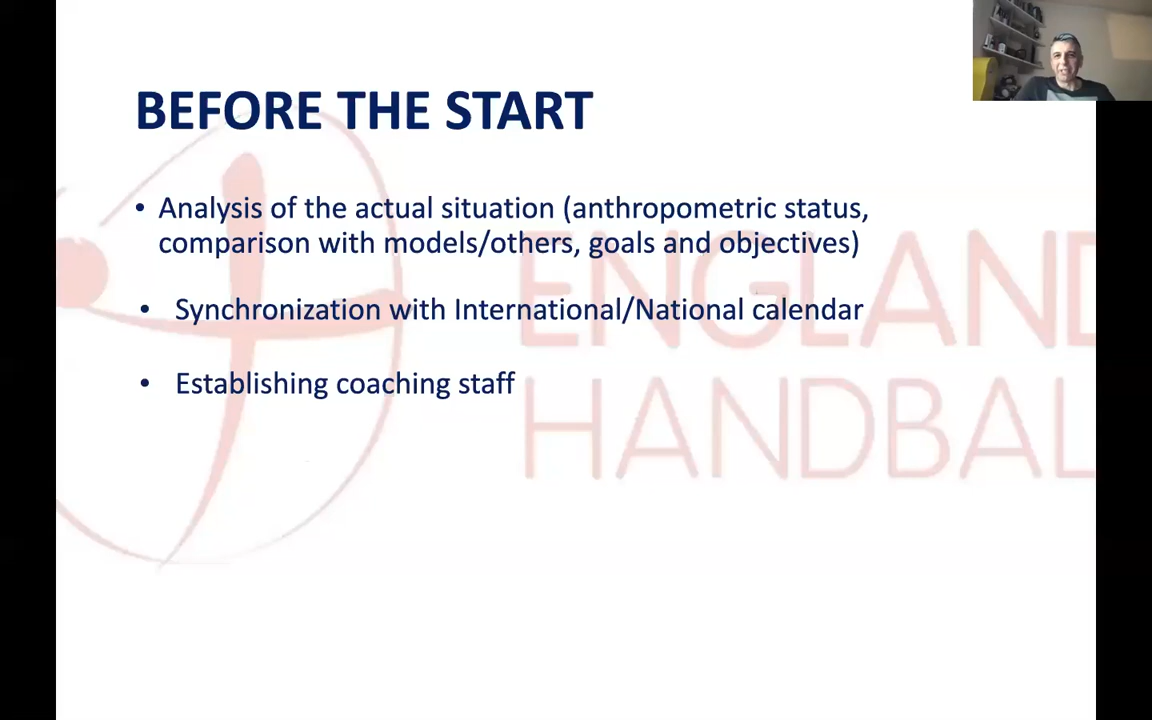 BEFORE THE START
• Analysis of the actual situation (anthropometric status,
comparison with models/others, goals and objectives)
• Synchronization with International/National calendar
• Establishing coaching staff
ENGLAND
HANDBAL